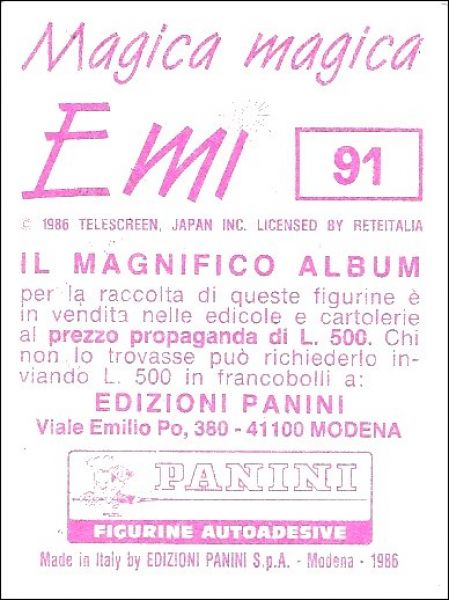 Magica magica
Emi
91
© 1986 TELESCREEN, JAPAN INC. LICENSED BY RETEITALIA
IL MAGNIFICO ALBUM
per la raccolta di queste figurine è
in vendita nelle edicole e cartolerie
al prezzo propaganda di L. 500. Chi
non lo trovasse può richiederlo in-
viando L. 500 in francobolli a:
EDIZIONI PANINI
Viale Emilio Po, 380 - 41100 MODENA
PANINI
FIGURINE AUTOADESIVE
Made in Italy by EDIZIONI PANINI S.p.A. - Modena - 1986